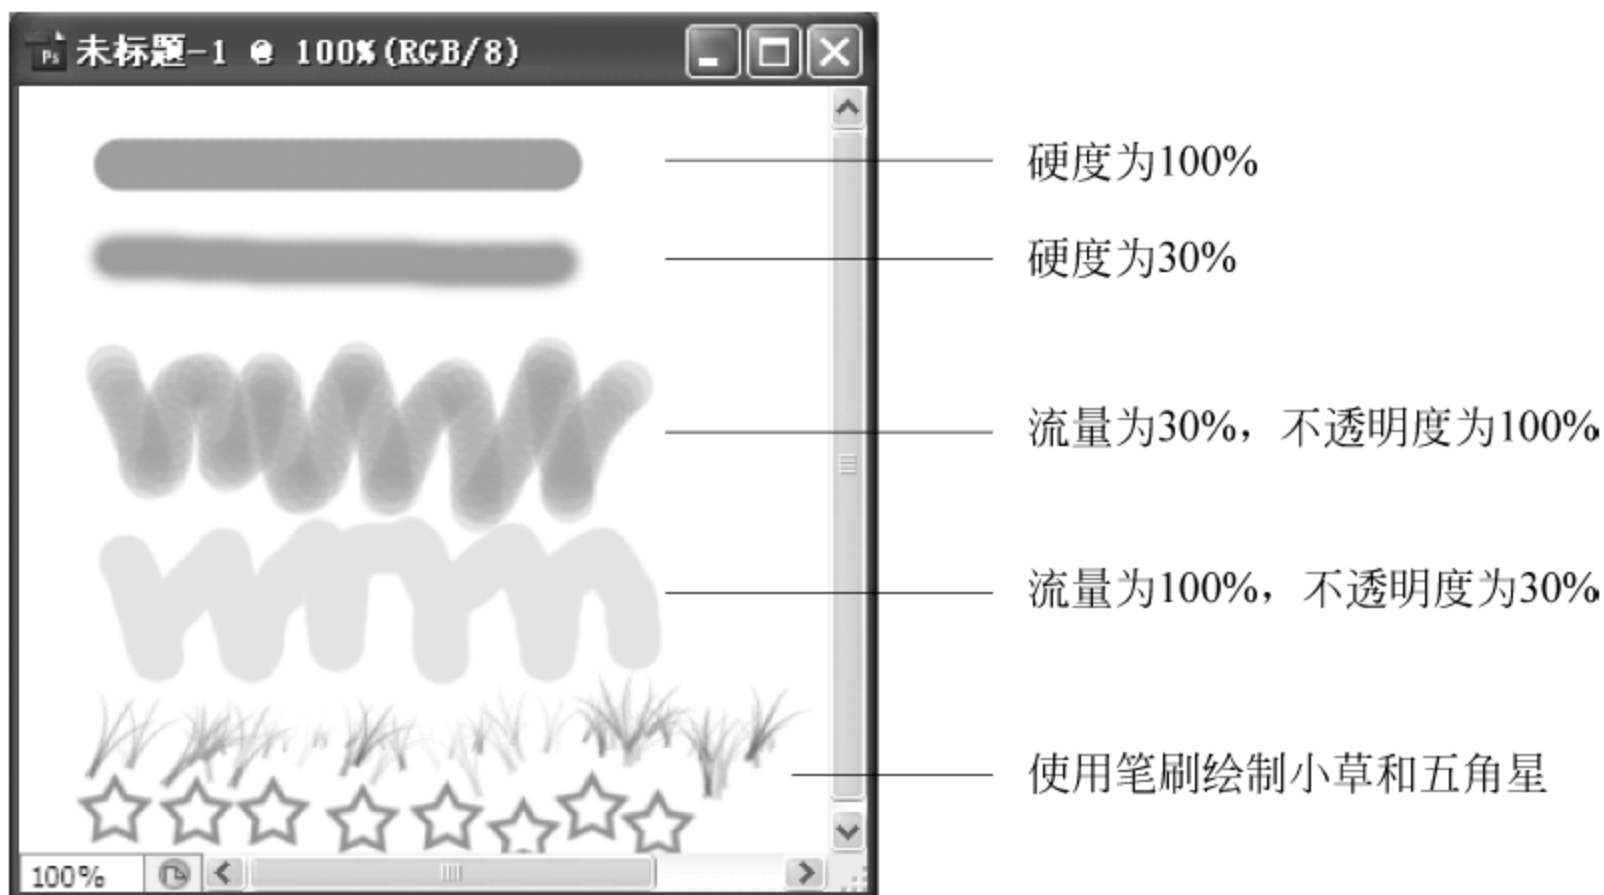 Ps 未标题-1 @ 100%(RGB/8)
硬度为100%
硬度为30%
流量为30%，不透明度为100%
流量为100%，不透明度为30%
使用笔刷绘制小草和五角星
100%